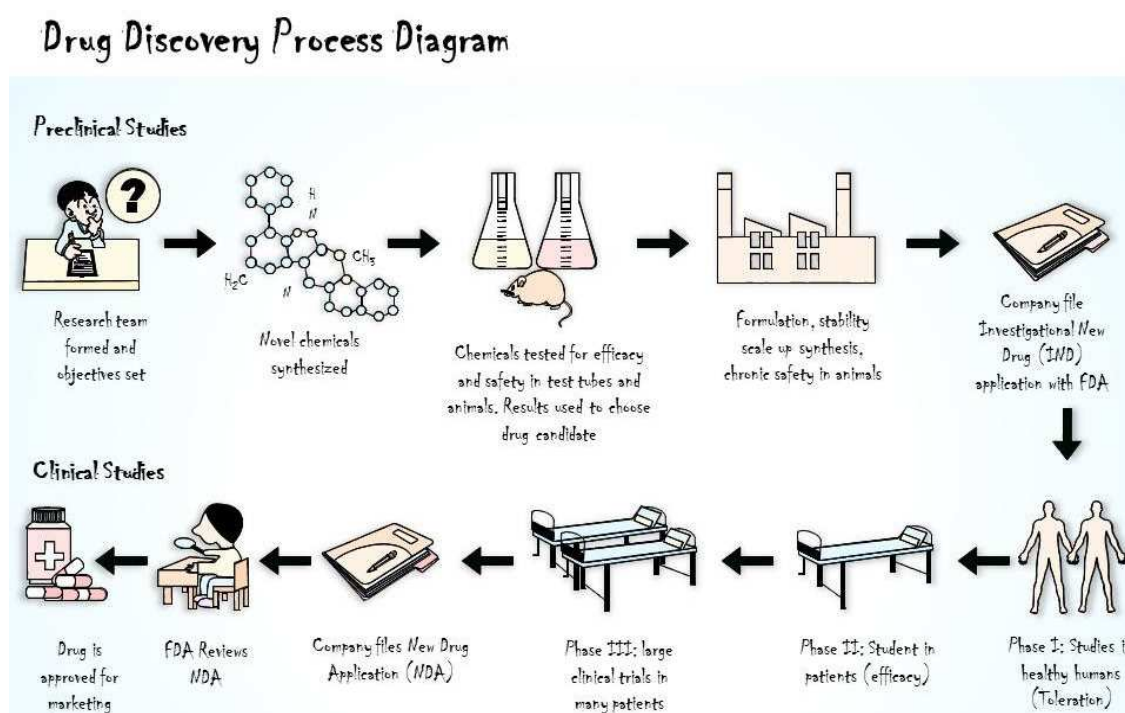 Drug Discovery Process Diagram
Preclinical Studies
?
H
N
CH3
H2C
N
Research team
formed and
objectives set
Novel chemicals
synthesized
Chemicals tested for efficacy
and safety in test tubes and
animals. Results used to choose
drug candidate
Formulation, stability
scale up synthesis,
chronic safety in animals
Company file
Investigational New
Drug (IND)
application with FDA
Clinical Studies
Drug is
approved for
marketing
FDA Reviews
NDA
Company files New Drug
Application (NDA)
Phase III: large
clinical trials in
many patients
Phase II: Student in
patients (efficacy)
Phase I: Studies i
healthy humans
(Toleration)